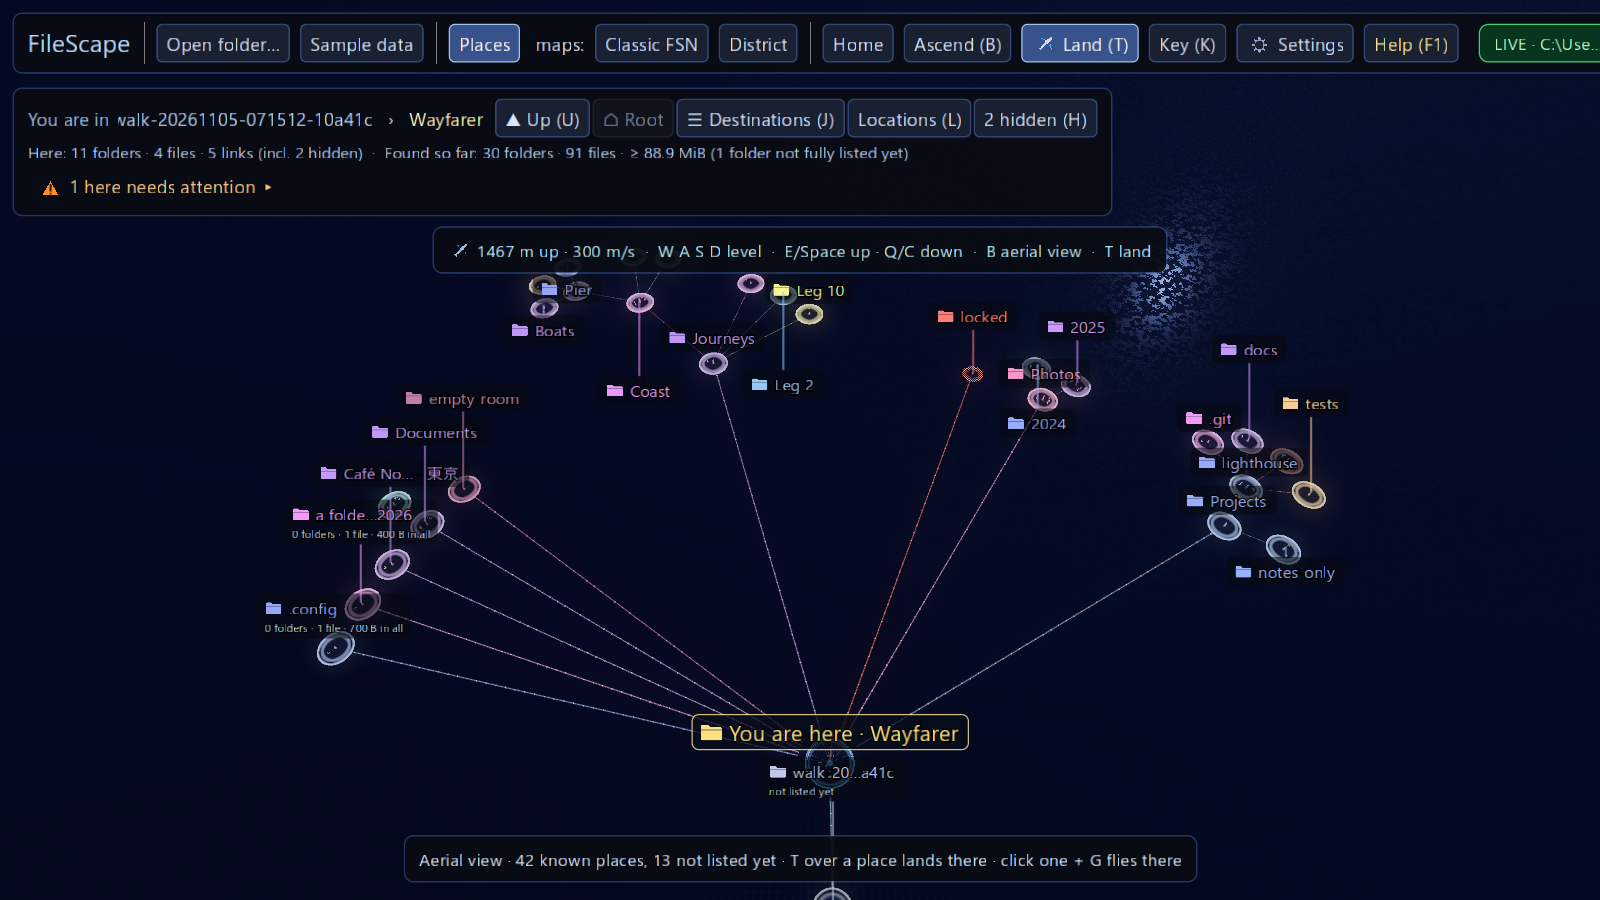 FileScape Open folder... Sample data Places maps: Classic FSN District Home Ascend (B) Land (T) Key (K) Settings Help (F1) LIVE · C:\Use...
You are in walk-20261105-071512-10a41c › Wayfarer ▲ Up (U) Root ☰ Destinations (J) Locations (L) 2 hidden (H)
Here: 11 folders · 4 files · 5 links (incl. 2 hidden) · Found so far: 30 folders · 91 files · ≥ 88.9 MiB (1 folder not fully listed yet)
1 here needs attention ▸
1467 m up · 300 m/s · W A S D level · E/Space up · Q/C down · B aerial view · T land
Pier
Leg 10
locked
2025
Boats
Journeys
docs
Photos
Coast
Leg 2
empty room
tests
.git
2024
Documents
lighthouse
Café No... 東京
Projects
a folde...2026
0 folders · 1 file · 400 B in all
notes only
.config
0 folders · 1 file · 700 B in all
You are here · Wayfarer
walk-20...a41c
not listed yet
Aerial view · 42 known places, 13 not listed yet · T over a place lands there · click one + G flies there